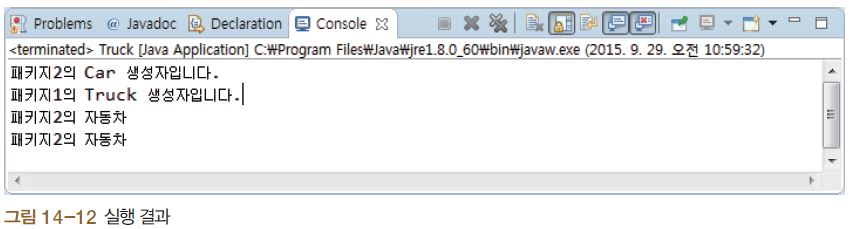 Problems @ Javadoc Declaration Console
<terminated> Truck [Java Application] C:₩Program Files₩Java₩jre1.8.0_60₩bin₩javaw.exe (2015. 9. 29. 오전 10:59:32)
패키지2의 Car 생성자입니다.
패키지1의 Truck 생성자입니다.
패키지2의 자동차
패키지2의 자동차
그림 14-12 실행 결과